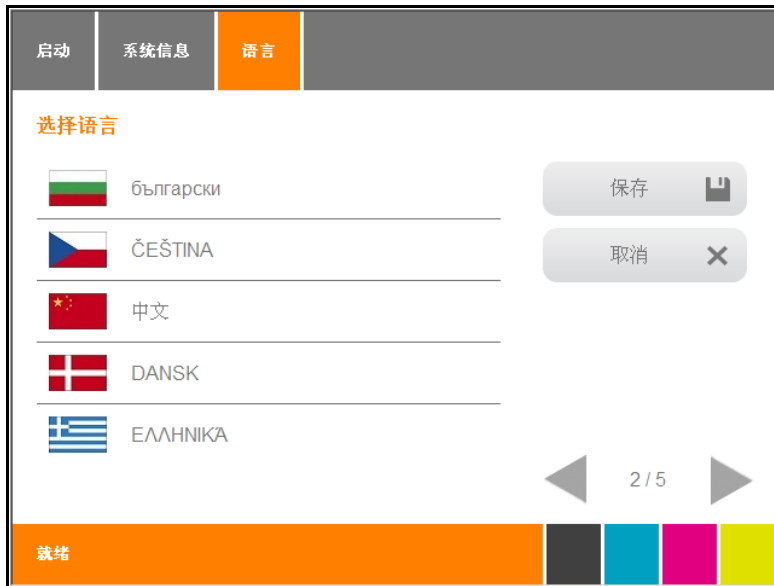 启动 系统信息 语言
选择语言
български
ČEŠTINA
中文
DANSK
ΕΛΛΗΝΙΚΆ
保存
取消
2 / 5
就绪